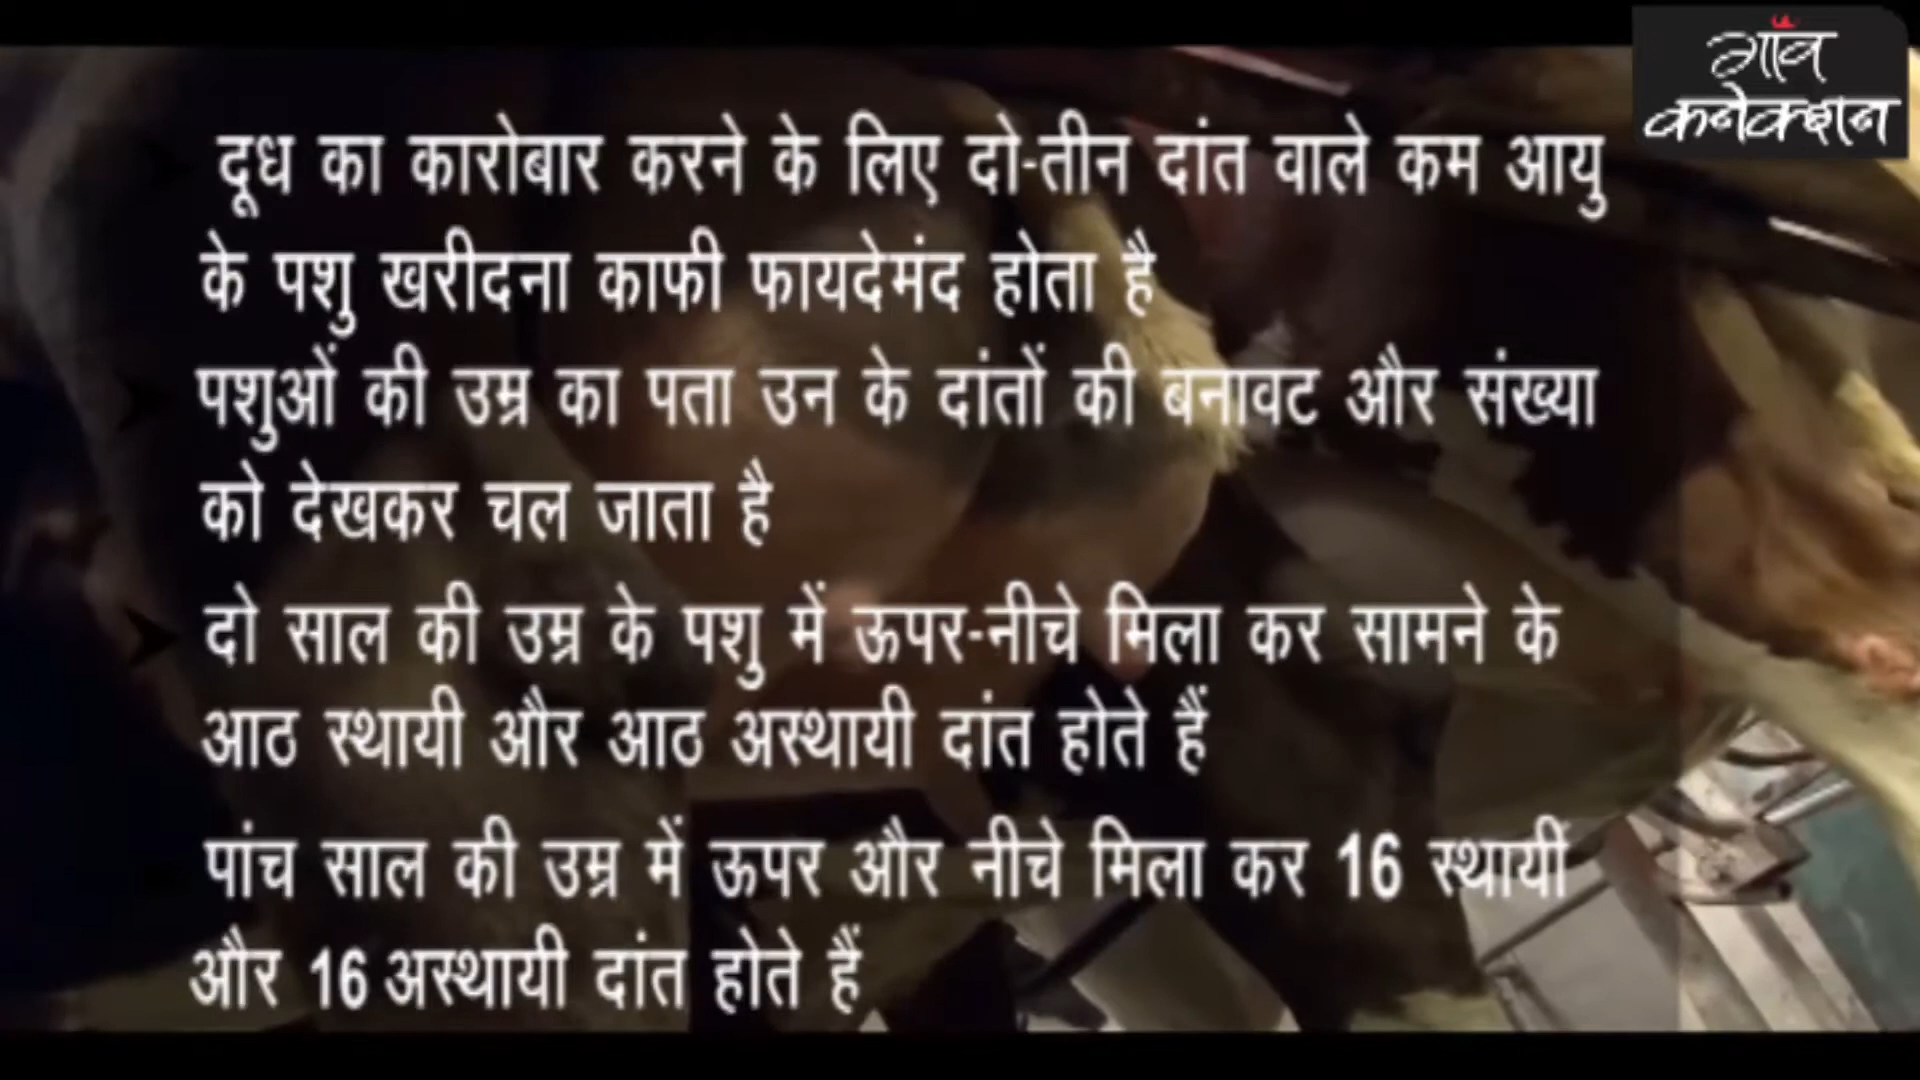 गाँव
कनेक्शन
दूध का कारोबार करने के लिए दो-तीन दांत वाले कम आयु
के पशु खरीदना काफी फायदेमंद होता है
पशुओं की उम्र का पता उन के दांतों की बनावट और संख्या
को देखकर चल जाता है
दो साल की उम्र के पशु में ऊपर-नीचे मिला कर सामने के
आठ स्थायी और आठ अस्थायी दांत होते हैं
पांच साल की उम्र में ऊपर और नीचे मिला कर 16 स्थायी
और 16 अस्थायी दांत होते हैं